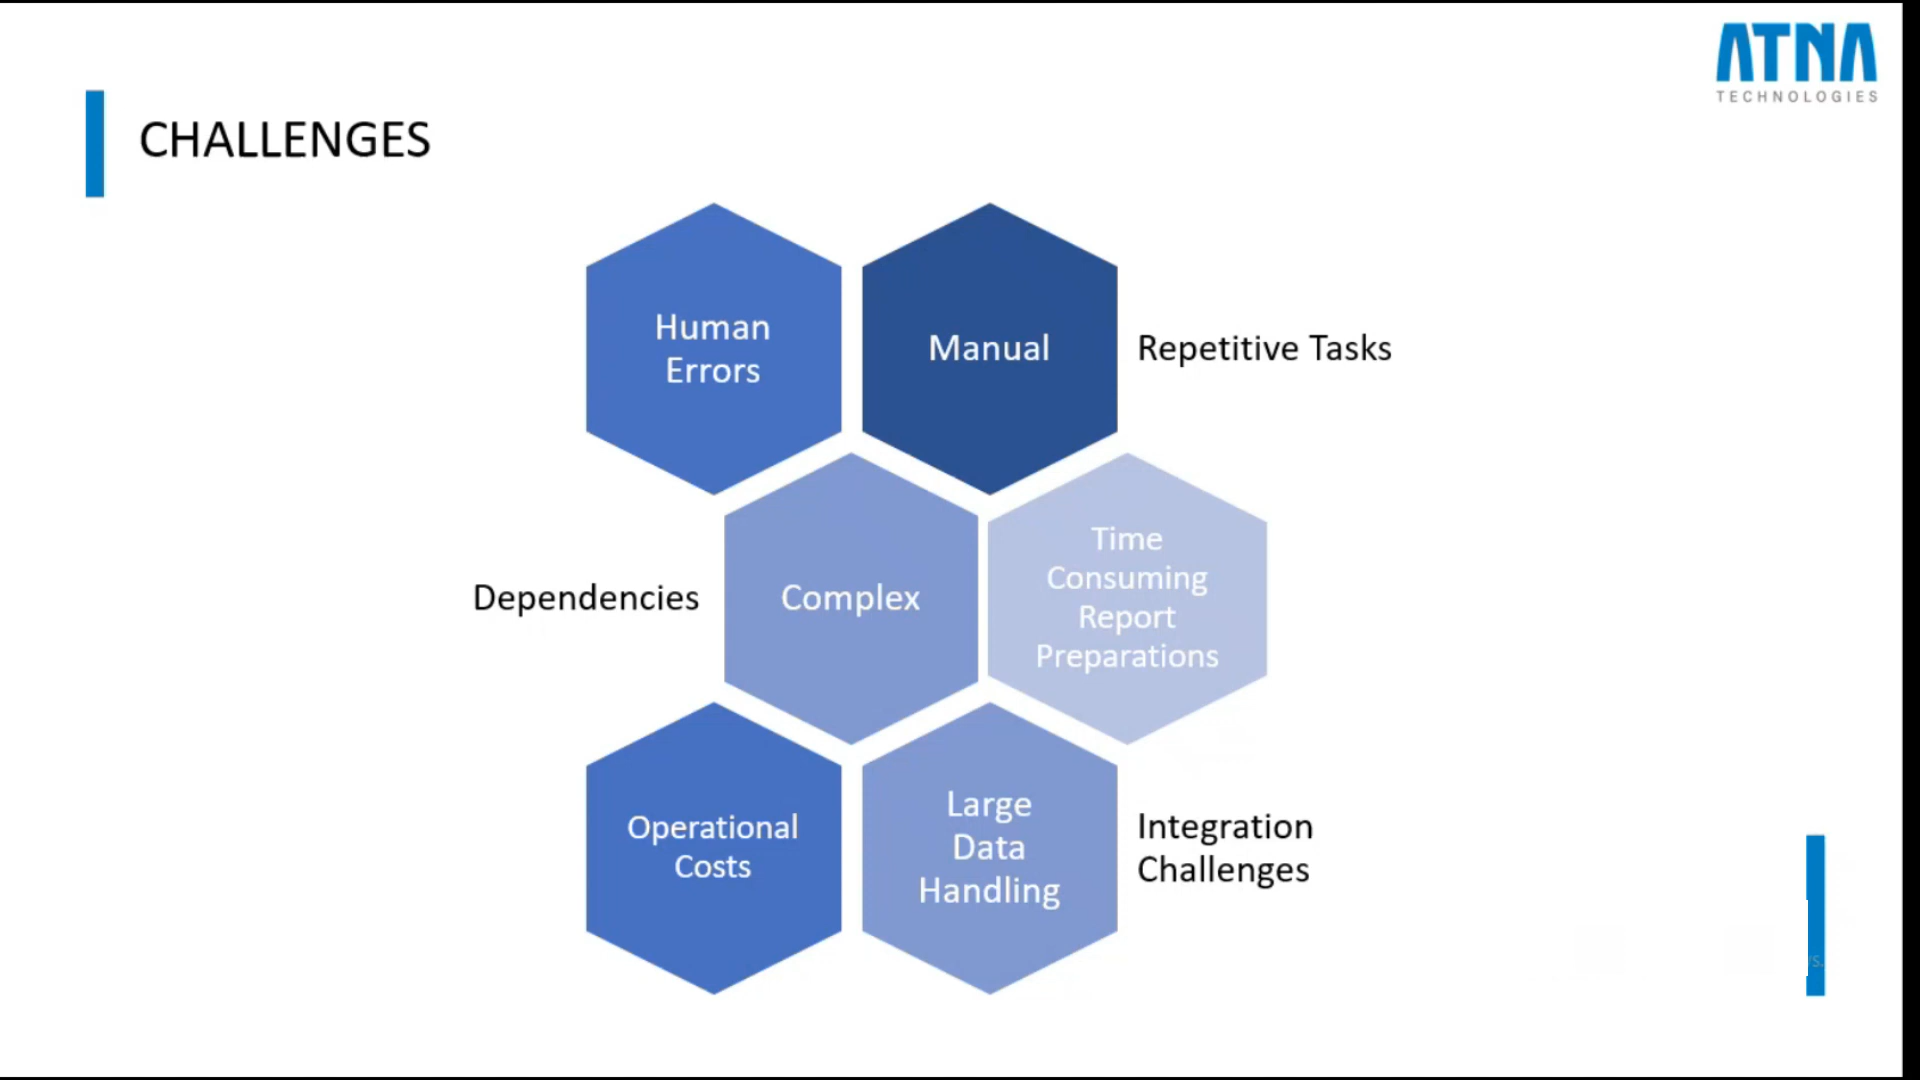 ATNA
TECHNOLOGIES
CHALLENGES
Human
Errors
Manual
Repetitive Tasks
Dependencies
Complex
Time
Consuming
Report
Preparations
Operational
Costs
Large
Data
Handling
Integration
Challenges